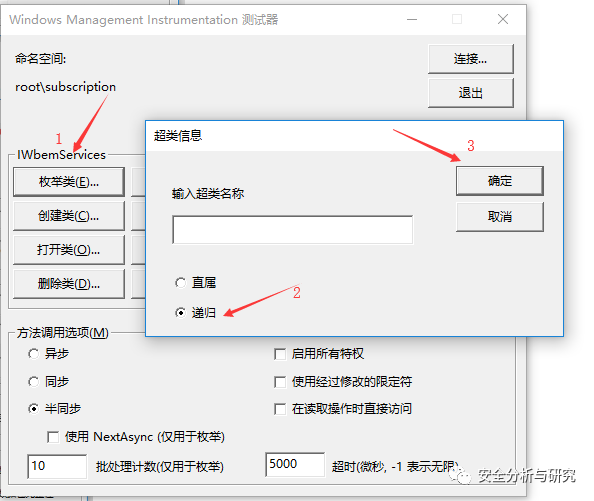 Windows Management Instrumentation 测试器
命名空间:
连接...
root\subscription
退出
1
超类信息
3
IWbemServices
枚举类(E)...
确定
输入超类名称
创建类(C)...
取消
打开类(O)...
删除类(D)...
直属
2
递归
方法调用选项(M)
异步
启用所有特权
同步
使用经过修改的限定符
半同步
在读取操作时直接访问
使用 NextAsync (仅用于枚举)
10 批处理计数(仅用于枚举) 5000 超时(微秒, -1 表示无限)
安全分析与研究